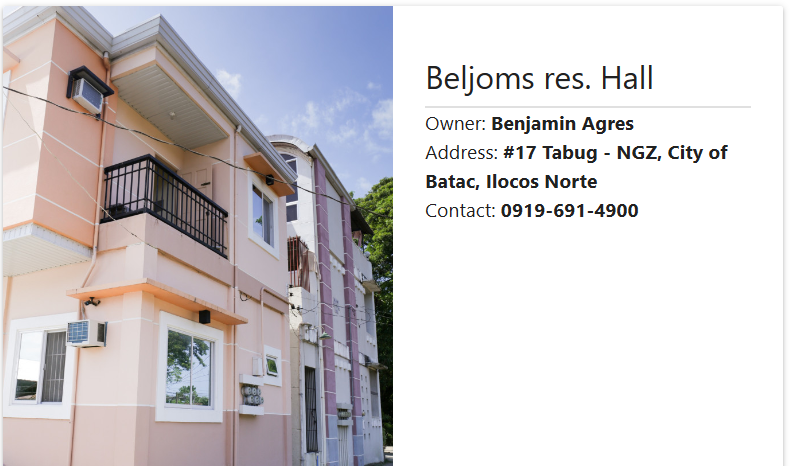 Beljoms res. Hall
Owner: Benjamin Agres
Address: #17 Tabug - NGZ, City of
Batac, Ilocos Norte
Contact: 0919-691-4900